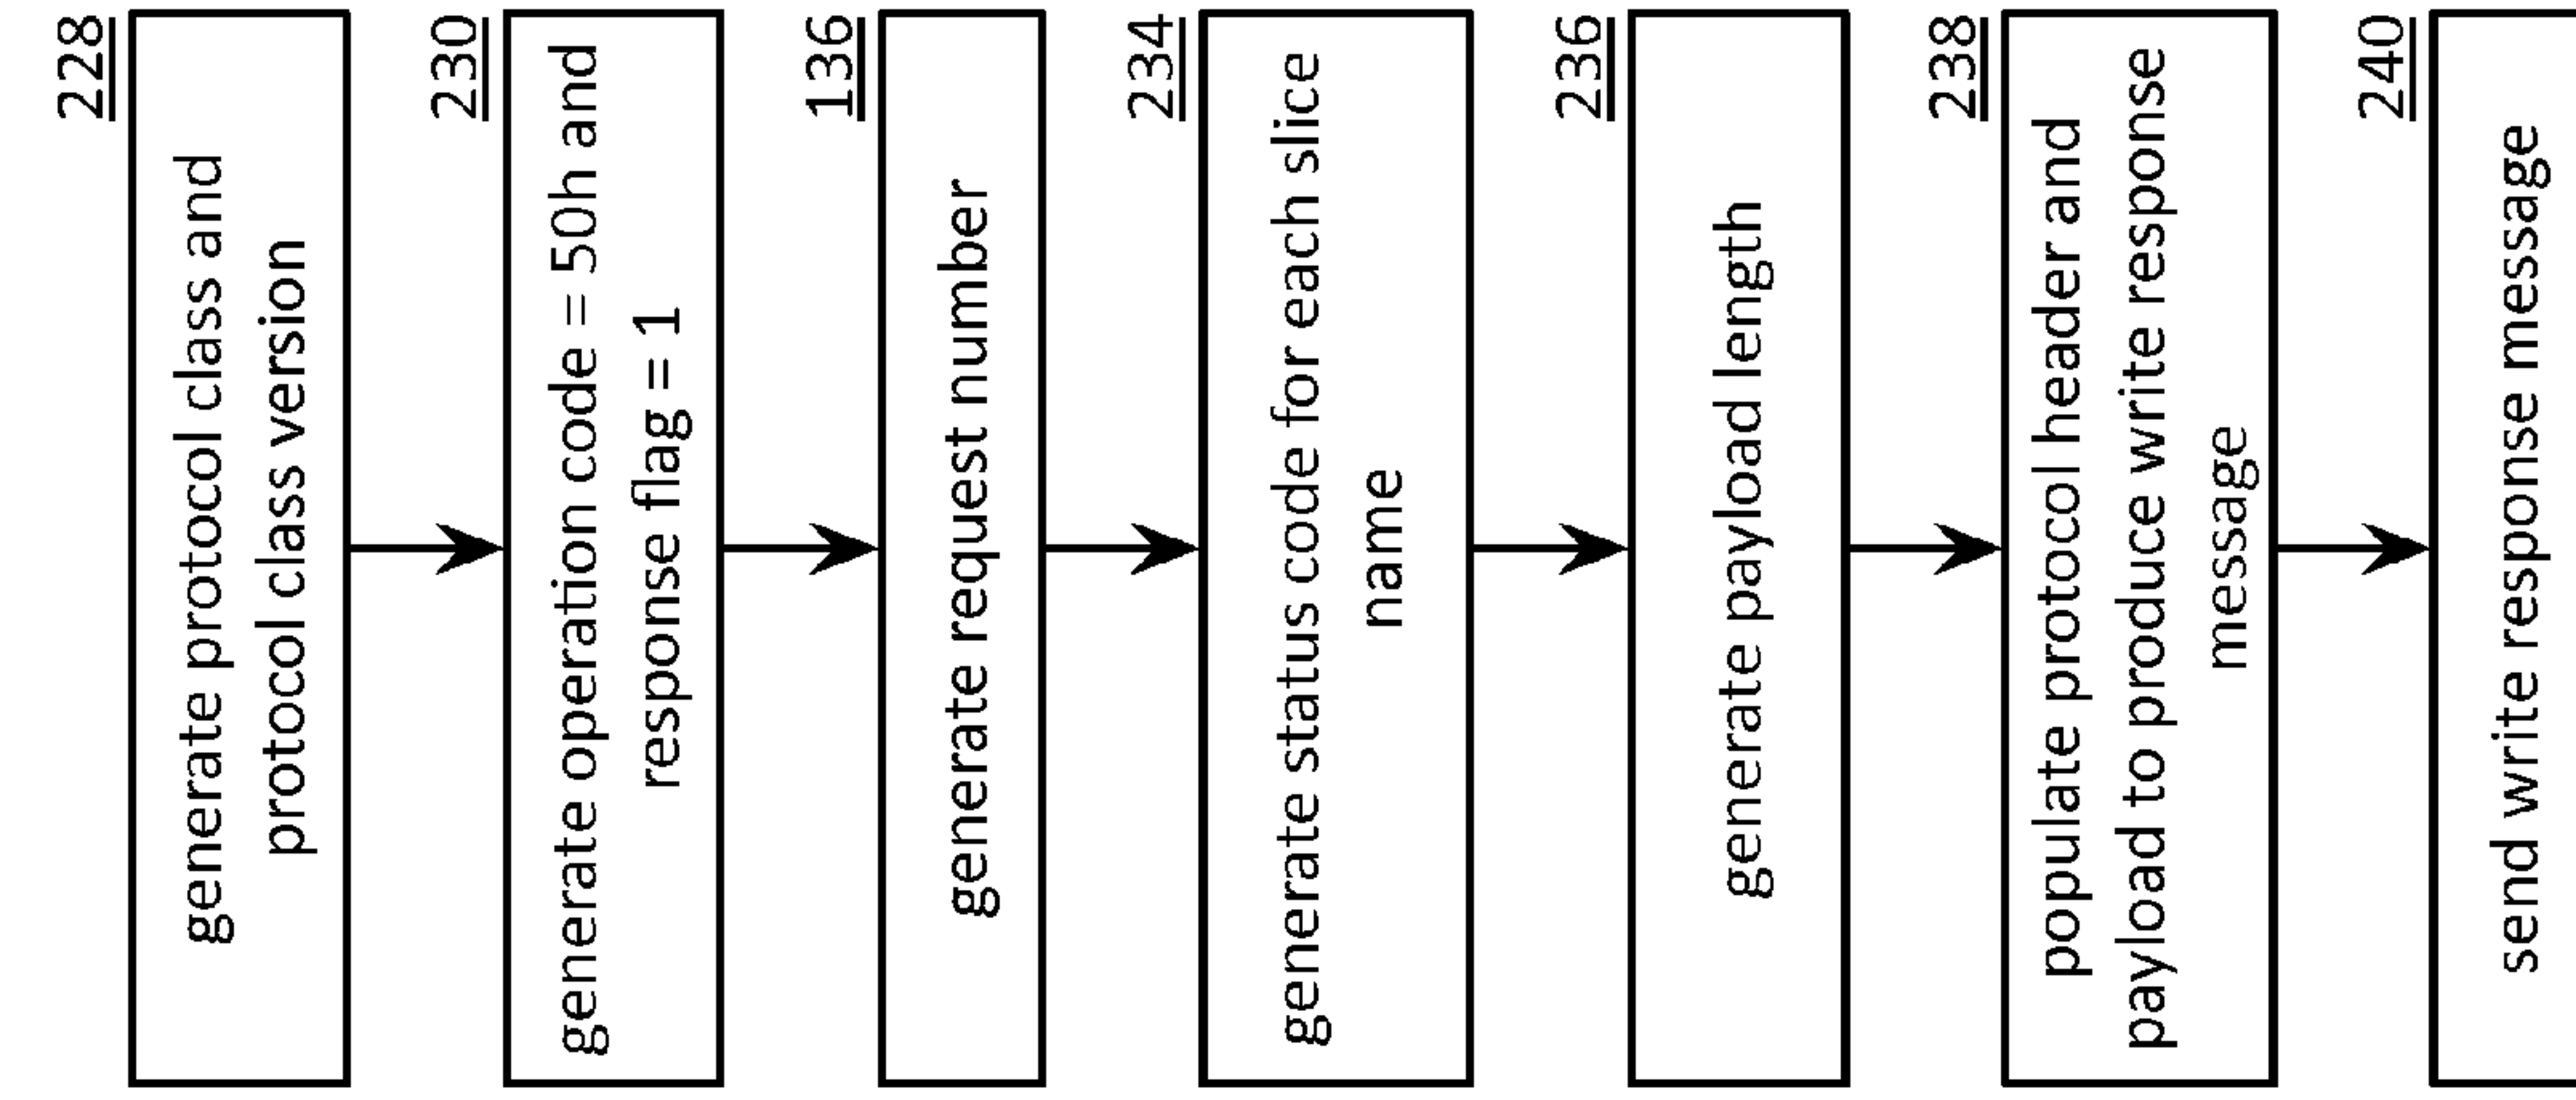 228
generate protocol class and
protocol class version
230
generate operation code = 50h and
response flag = 1
136
generate request number
234
generate status code for each slice
name
236
generate payload length
238
populate protocol header and
payload to produce write response
message
240
send write response message